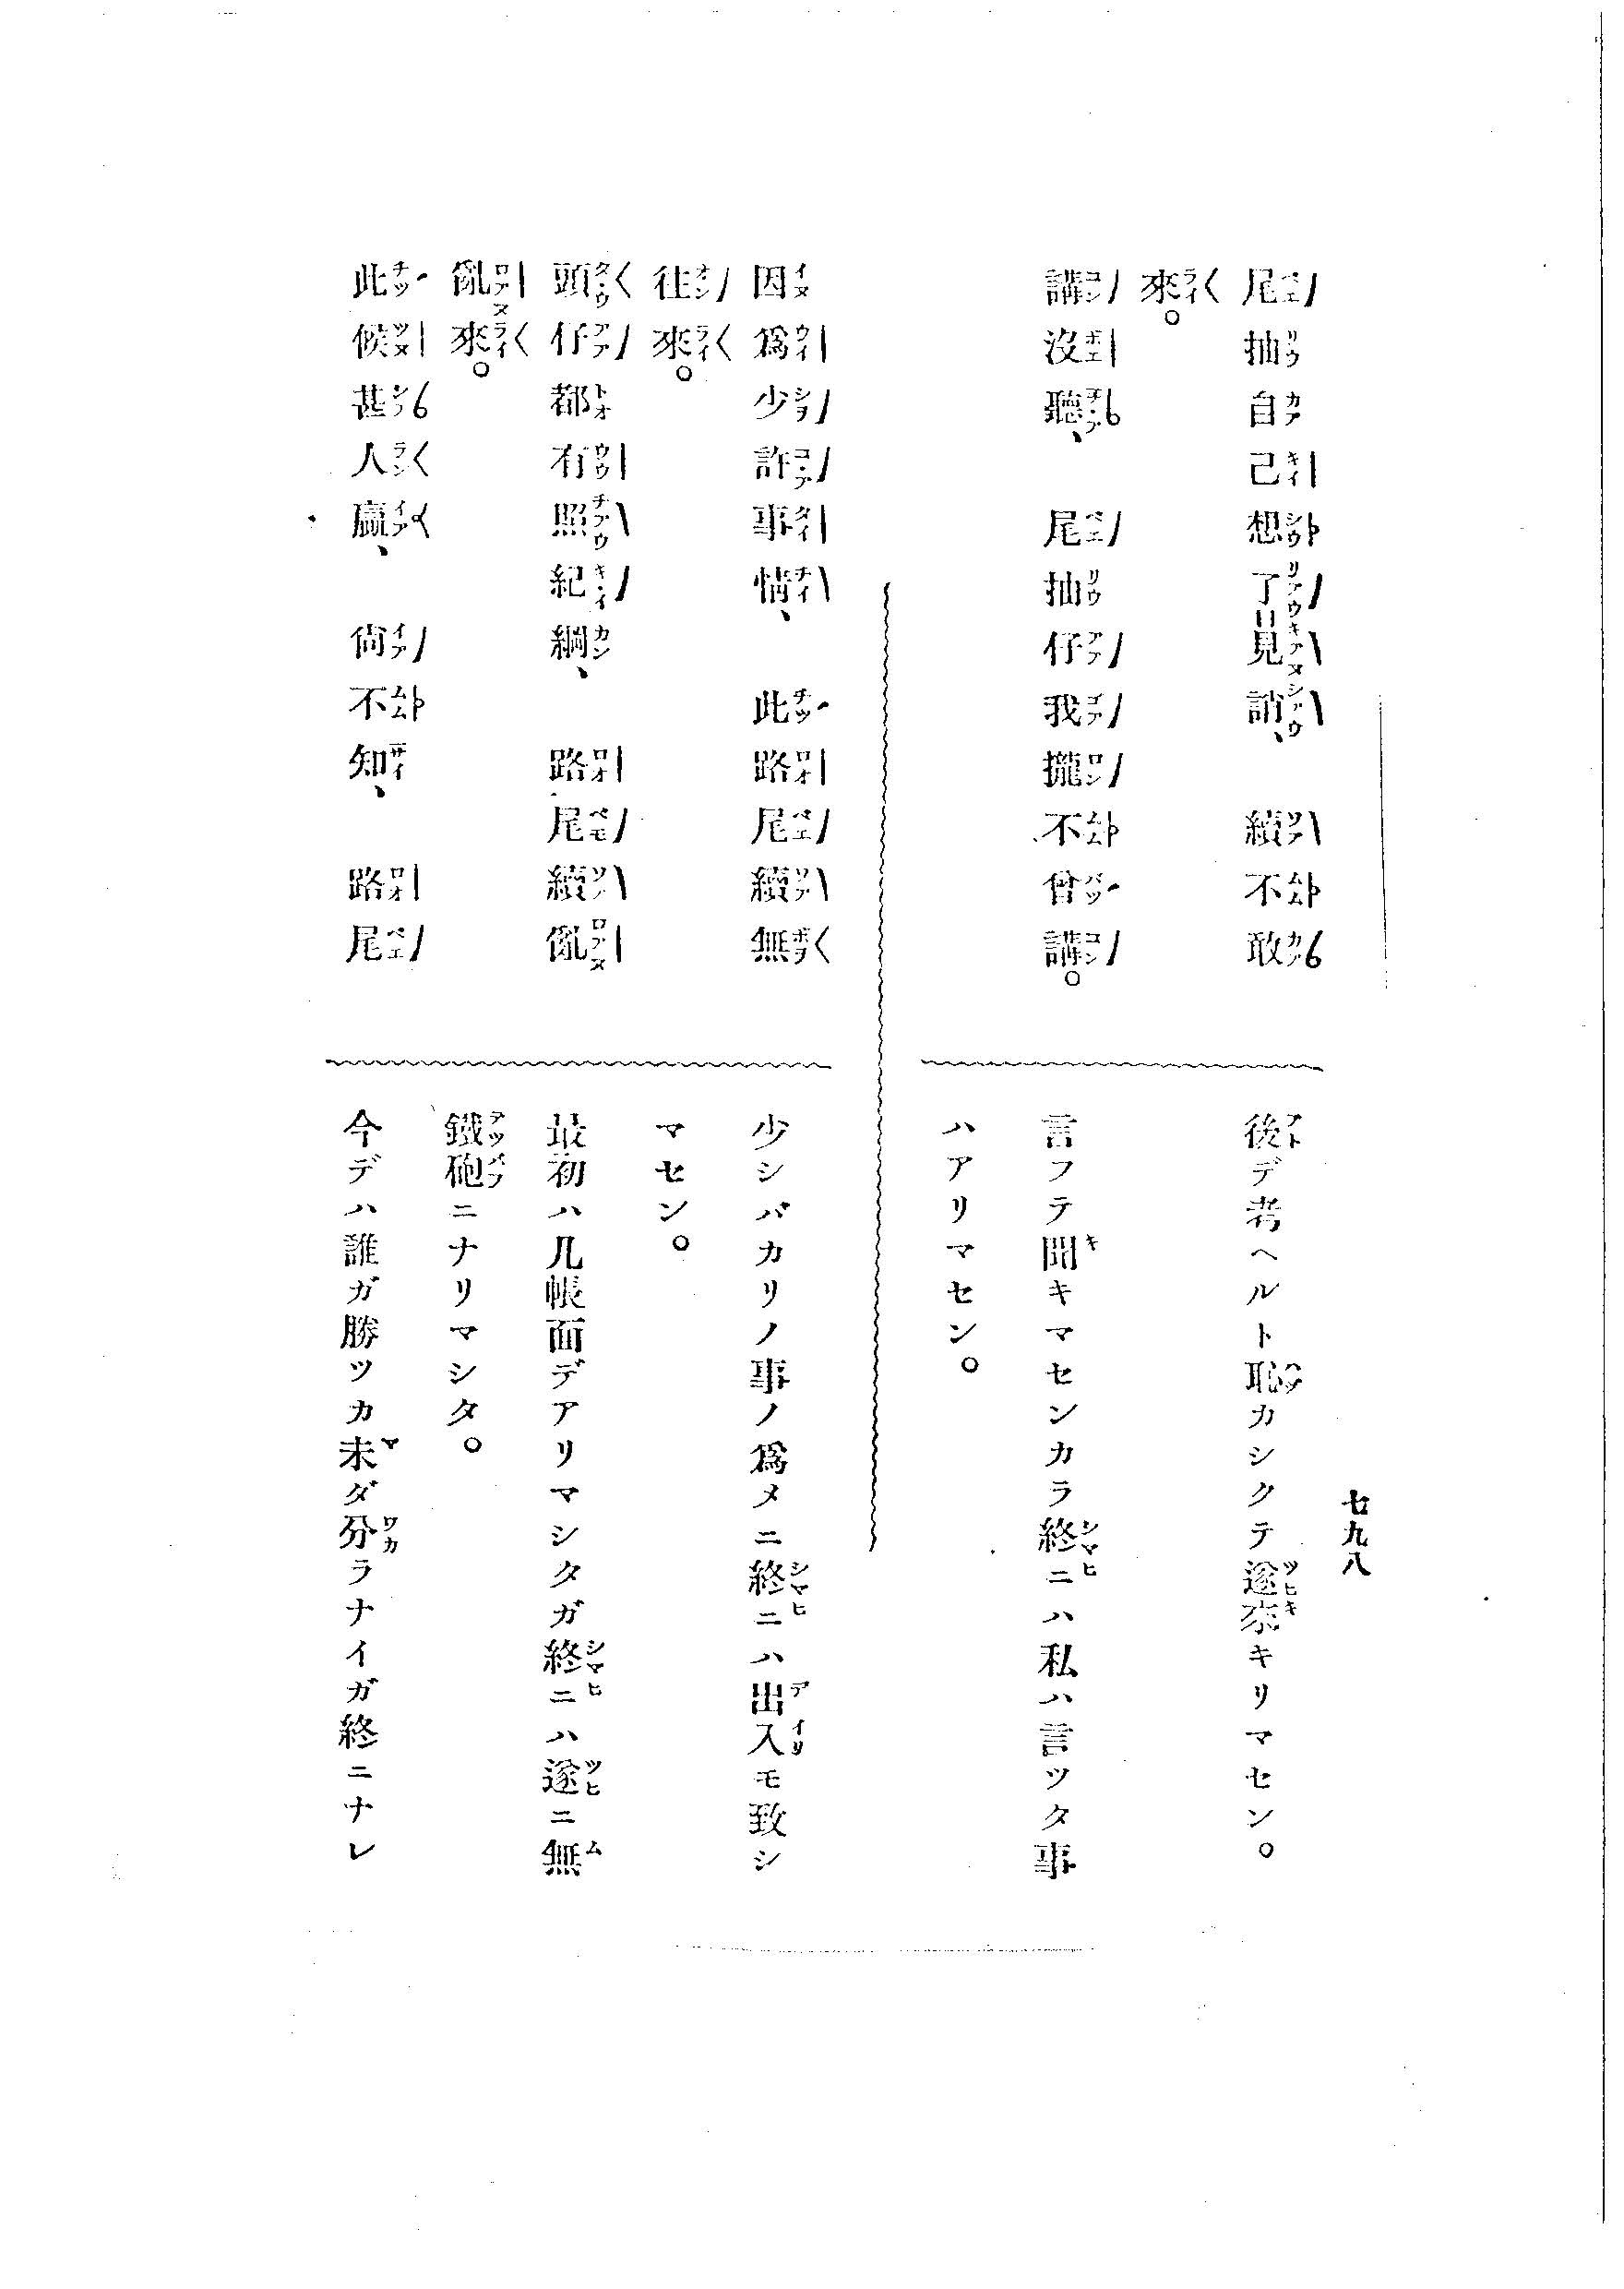 七九八
尾抽自己想了見誚、續不敢
來。
講沒聽、尾抽仔我攏不曾講。
後デ考ヘルト恥カシクテ遂來キリマセン。
言フテ聞キマセンカラ終ニハ私ハ言ツタ事
ハアリマセン。
因爲少許事情、此路尾續無
往來。
頭仔都有照紀綱、路尾續亂
亂來。
此候甚人贏、尙不知、路尾
少シバカリノ事ノ爲メニ終ニハ出入モ致シ
マセン。
最初ハ几帳面デアリマシタガ終ニハ遂ニ無
鐵砲ニナリマシタ。
今デハ誰ガ勝ツカ未ダ分ラナイガ終ニナレ